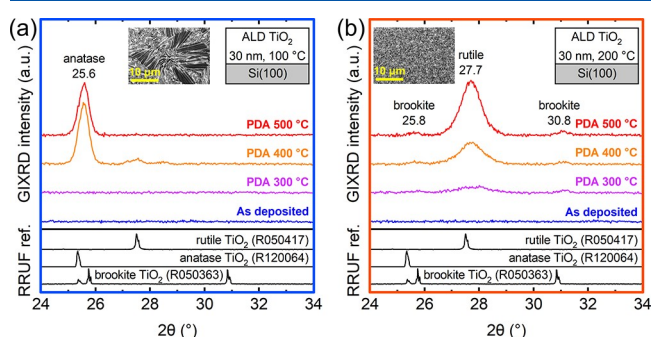 (a)
GIXRD intensity (a.u.)
RRUF ref.
anatase
25.6
10 µm
ALD TiO2
30 nm, 100 °C
Si(100)
PDA 500 °C
PDA 400 °C
PDA 300 °C
As deposited
rutile TiO2 (R050417)
anatase TiO2 (R120064)
brookite TiO2 (R050363)
24 26 28 30 32 34
2θ (°)
(b)
GIXRD intensity (a.u.)
RRUF ref.
10 µm
rutile
27.7
ALD TiO2
30 nm, 200 °C
Si(100)
brookite
25.8
brookite
30.8
PDA 500 °C
PDA 400 °C
PDA 300 °C
As deposited
rutile TiO2 (R050417)
anatase TiO2 (R120064)
brookite TiO2 (R050363)
24 26 28 30 32 34
2θ (°)